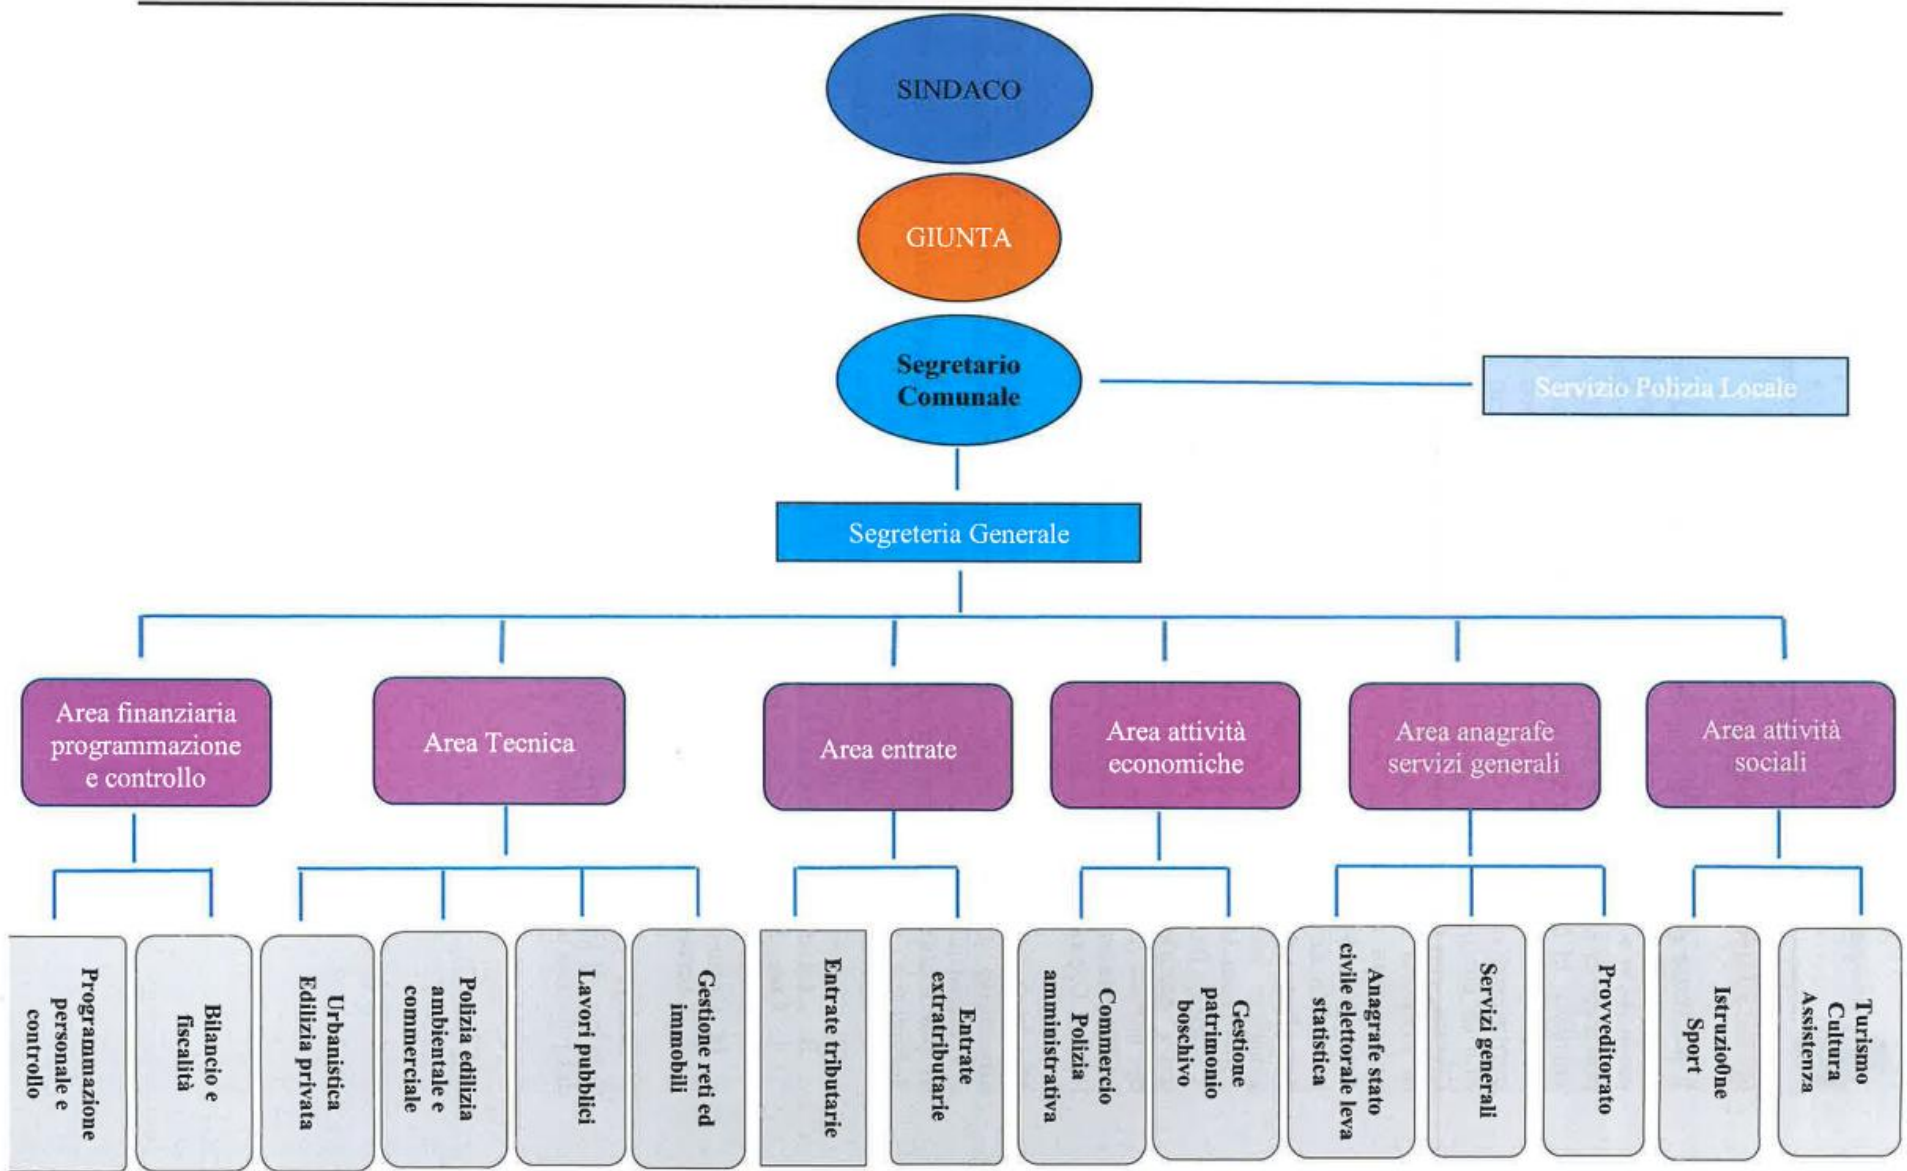 SINDACO
GIUNTA
Segretario
Comunale
Servizio Polizia Locale
Segreteria Generale
Area finanziaria
programmazione
e controllo
Area Tecnica
Area entrate
Area attività
economiche
Area anagrafe
servizi generali
Area attività
sociali
Programmazione
personale e
controllo
Bilancio e
fiscalità
Urbanistica
Edilizia privata
Polizia edilizia
ambientale e
commerciale
Lavori pubblici
Gestione reti ed
immobili
Entrate tributarie
Entrate
extratributarie
Commercio
Polizia
amministrativa
Gestione
patrimonio
boschivo
Anagrafe stato
civile elettorale leva
statistica
Servizi generali
Provveditorato
Istruzio0ne
Sport
Turismo
Cultura
Assistenza